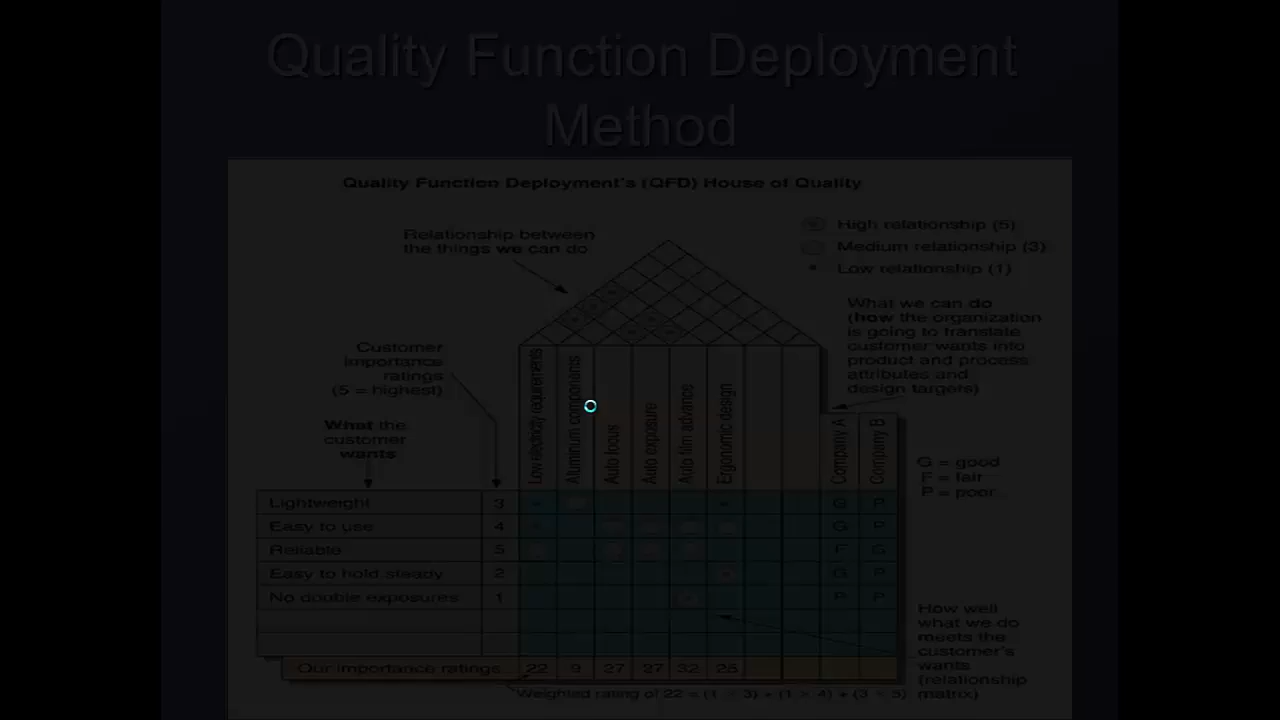 Quality Function Deployment
Method
Quality Function Deployment's (QFD) House of Quality
Relationship between
the things we can do
High relationship (5)
Medium relationship (3)
Low relationship (1)
What we can do
(how the organization
is going to translate
customer wants into
product and process
attributes and
design targets)
Customer
importance
ratings
(5 = highest)
What the
customer
wants
Low electricity requirements
Aluminum components
Auto focus
Auto exposure
Auto film advance
Ergonomic design
Company A
Company B
G = good
F = fair
P = poor
Lightweight 3 G P
Easy to use 4 G P
Reliable 5 F G
Easy to hold steady 2 G P
No double exposures 1 P P
How well
what we do
meets the
customer's
wants
(relationship
matrix)
Our importance ratings 22 9 27 27 32 25
Weighted rating of 22 = (1 × 3) + (1 × 4) + (3 × 5)